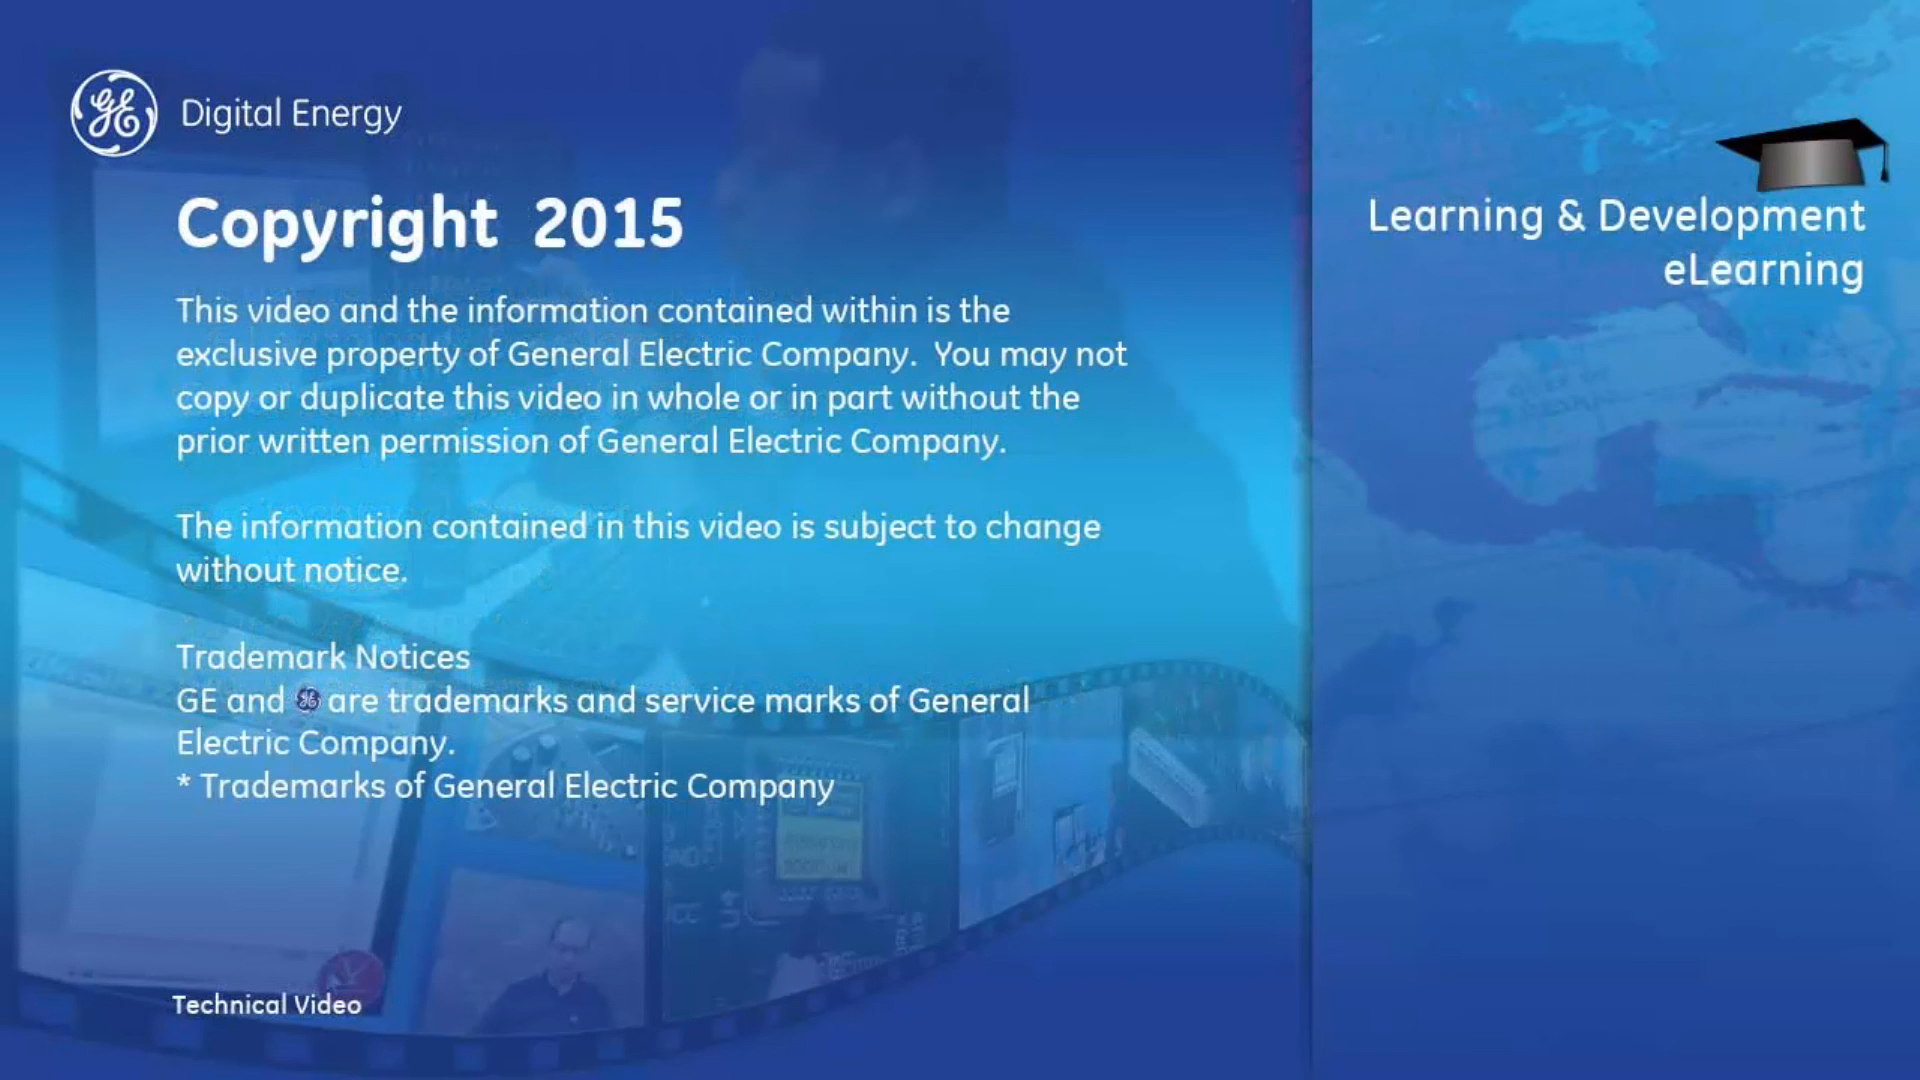 GE Digital Energy
Copyright 2015
This video and the information contained within is the
exclusive property of General Electric Company. You may not
copy or duplicate this video in whole or in part without the
prior written permission of General Electric Company.
The information contained in this video is subject to change
without notice.
Trademark Notices
GE and GE are trademarks and service marks of General
Electric Company.
* Trademarks of General Electric Company
Technical Video
Learning & Development
eLearning